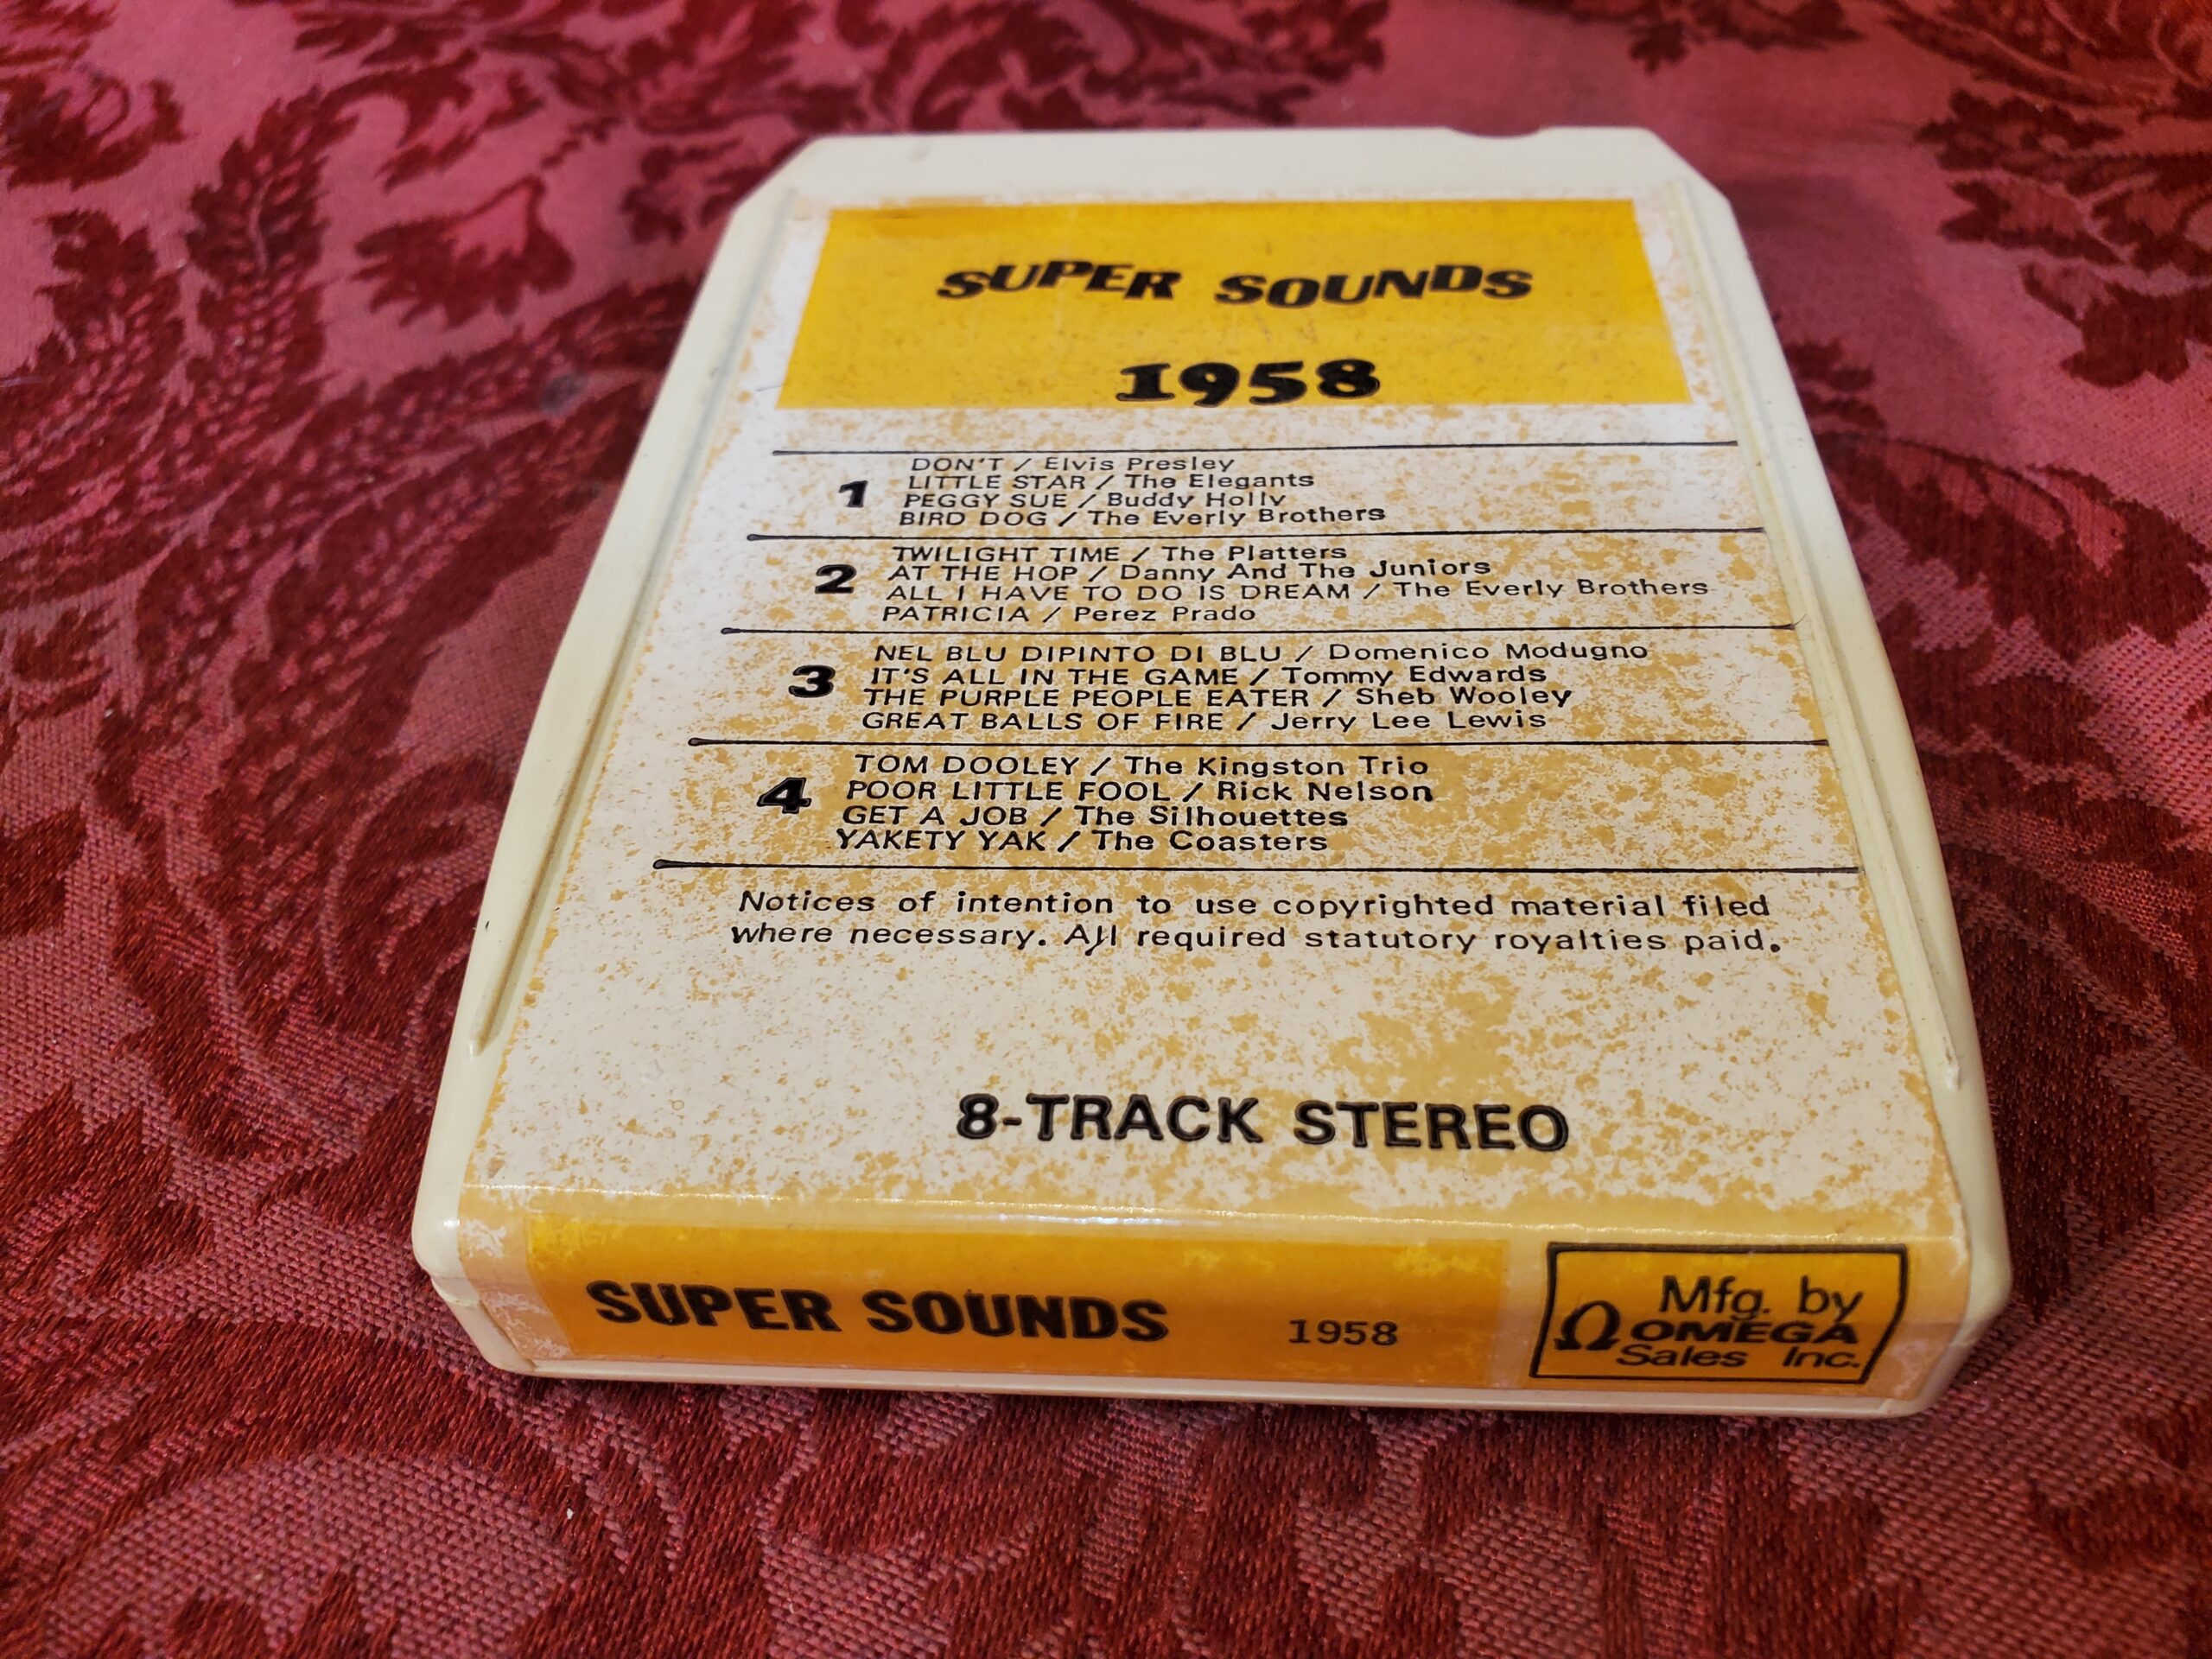 SUPER SOUNDS
1958
1
DON'T / Elvis Presley
LITTLE STAR / The Elegants
PEGGY SUE / Buddy Holly
BIRD DOG / The Everly Brothers
2
TWILIGHT TIME / The Platters
AT THE HOP / Danny And The Juniors
ALL I HAVE TO DO IS DREAM / The Everly Brothers
PATRICIA / Perez Prado
3
NEL BLU DIPINTO DI BLU / Domenico Modugno
IT'S ALL IN THE GAME / Tommy Edwards
THE PURPLE PEOPLE EATER / Sheb Wooley
GREAT BALLS OF FIRE / Jerry Lee Lewis
4
TOM DOOLEY / The Kingston Trio
POOR LITTLE FOOL / Rick Nelson
GET A JOB / The Silhouettes
YAKETY YAK / The Coasters
Notices of intention to use copyrighted material filed
where necessary. All required statutory royalties paid.
8-TRACK STEREO
SUPER SOUNDS 1958
Mfg. by
Ω OMEGA
Sales Inc.